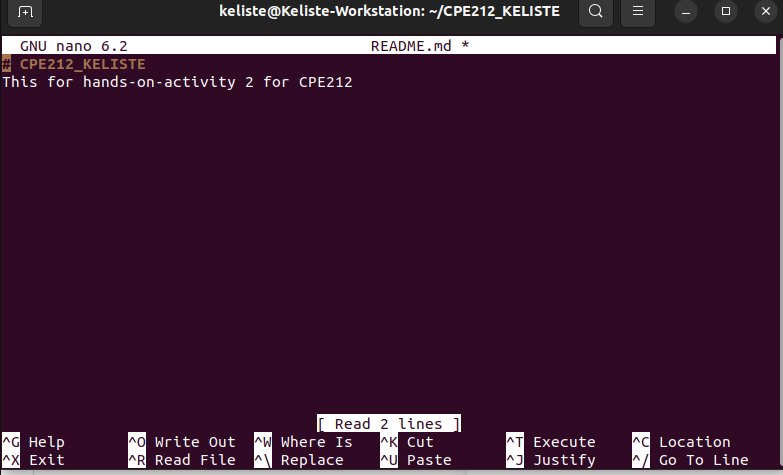 keliste@Keliste-Workstation: ~/CPE212_KELISTE
GNU nano 6.2 README.md *
# CPE212_KELISTE
This for hands-on-activity 2 for CPE212
[ Read 2 lines ]
^G Help ^O Write Out ^W Where Is ^K Cut ^T Execute ^C Location
^X Exit ^R Read File ^\ Replace ^U Paste ^J Justify ^/ Go To Line